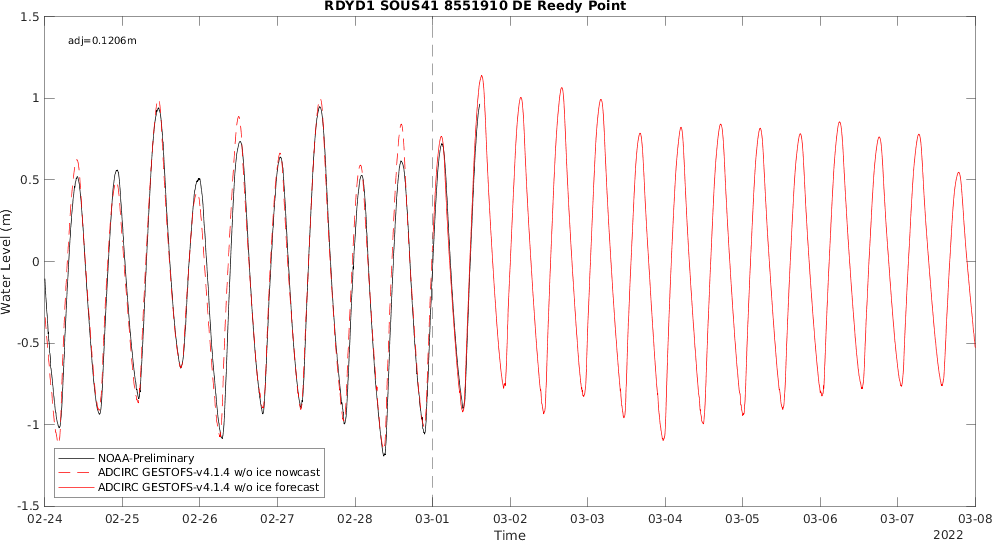 RDYD1 SOUS41 8551910 DE Reedy Point
adj=0.1206m
1.5
1
0.5
0
-0.5
-1
-1.5
Water Level (m)
NOAA-Preliminary
ADCIRC GESTOFS-v4.1.4 w/o ice nowcast
ADCIRC GESTOFS-v4.1.4 w/o ice forecast
02-24 02-25 02-26 02-27 02-28 03-01 03-02 03-03 03-04 03-05 03-06 03-07 03-08
Time
2022